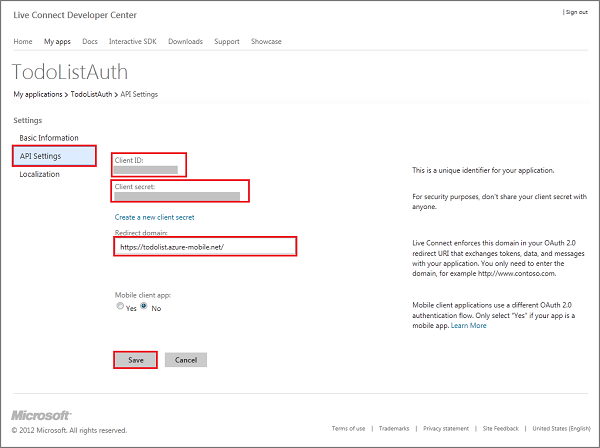 Live Connect Developer Center
| Sign out
Home My apps Docs Interactive SDK Downloads Support Showcase
TodoListAuth
My applications > TodoListAuth > API Settings
Settings
Basic Information
API Settings
Localization
Client ID:
This is a unique identifier for your application.
Client secret:
For security purposes, don't share your client secret with
anyone.
Create a new client secret
Redirect domain:
https://todolist.azure-mobile.net/
Live Connect enforces this domain in your OAuth 2.0
redirect URI that exchanges tokens, data, and messages
with your application. You only need to enter the
domain, for example http://www.contoso.com.
Mobile client app:
Yes No
Mobile client applications use a different OAuth 2.0
authentication flow. Only select "Yes" if your app is a
mobile app. Learn More
Save Cancel
Microsoft
© 2012 Microsoft. All rights reserved.
Terms of use | Trademarks | Privacy statement | Site Feedback | United States (English)